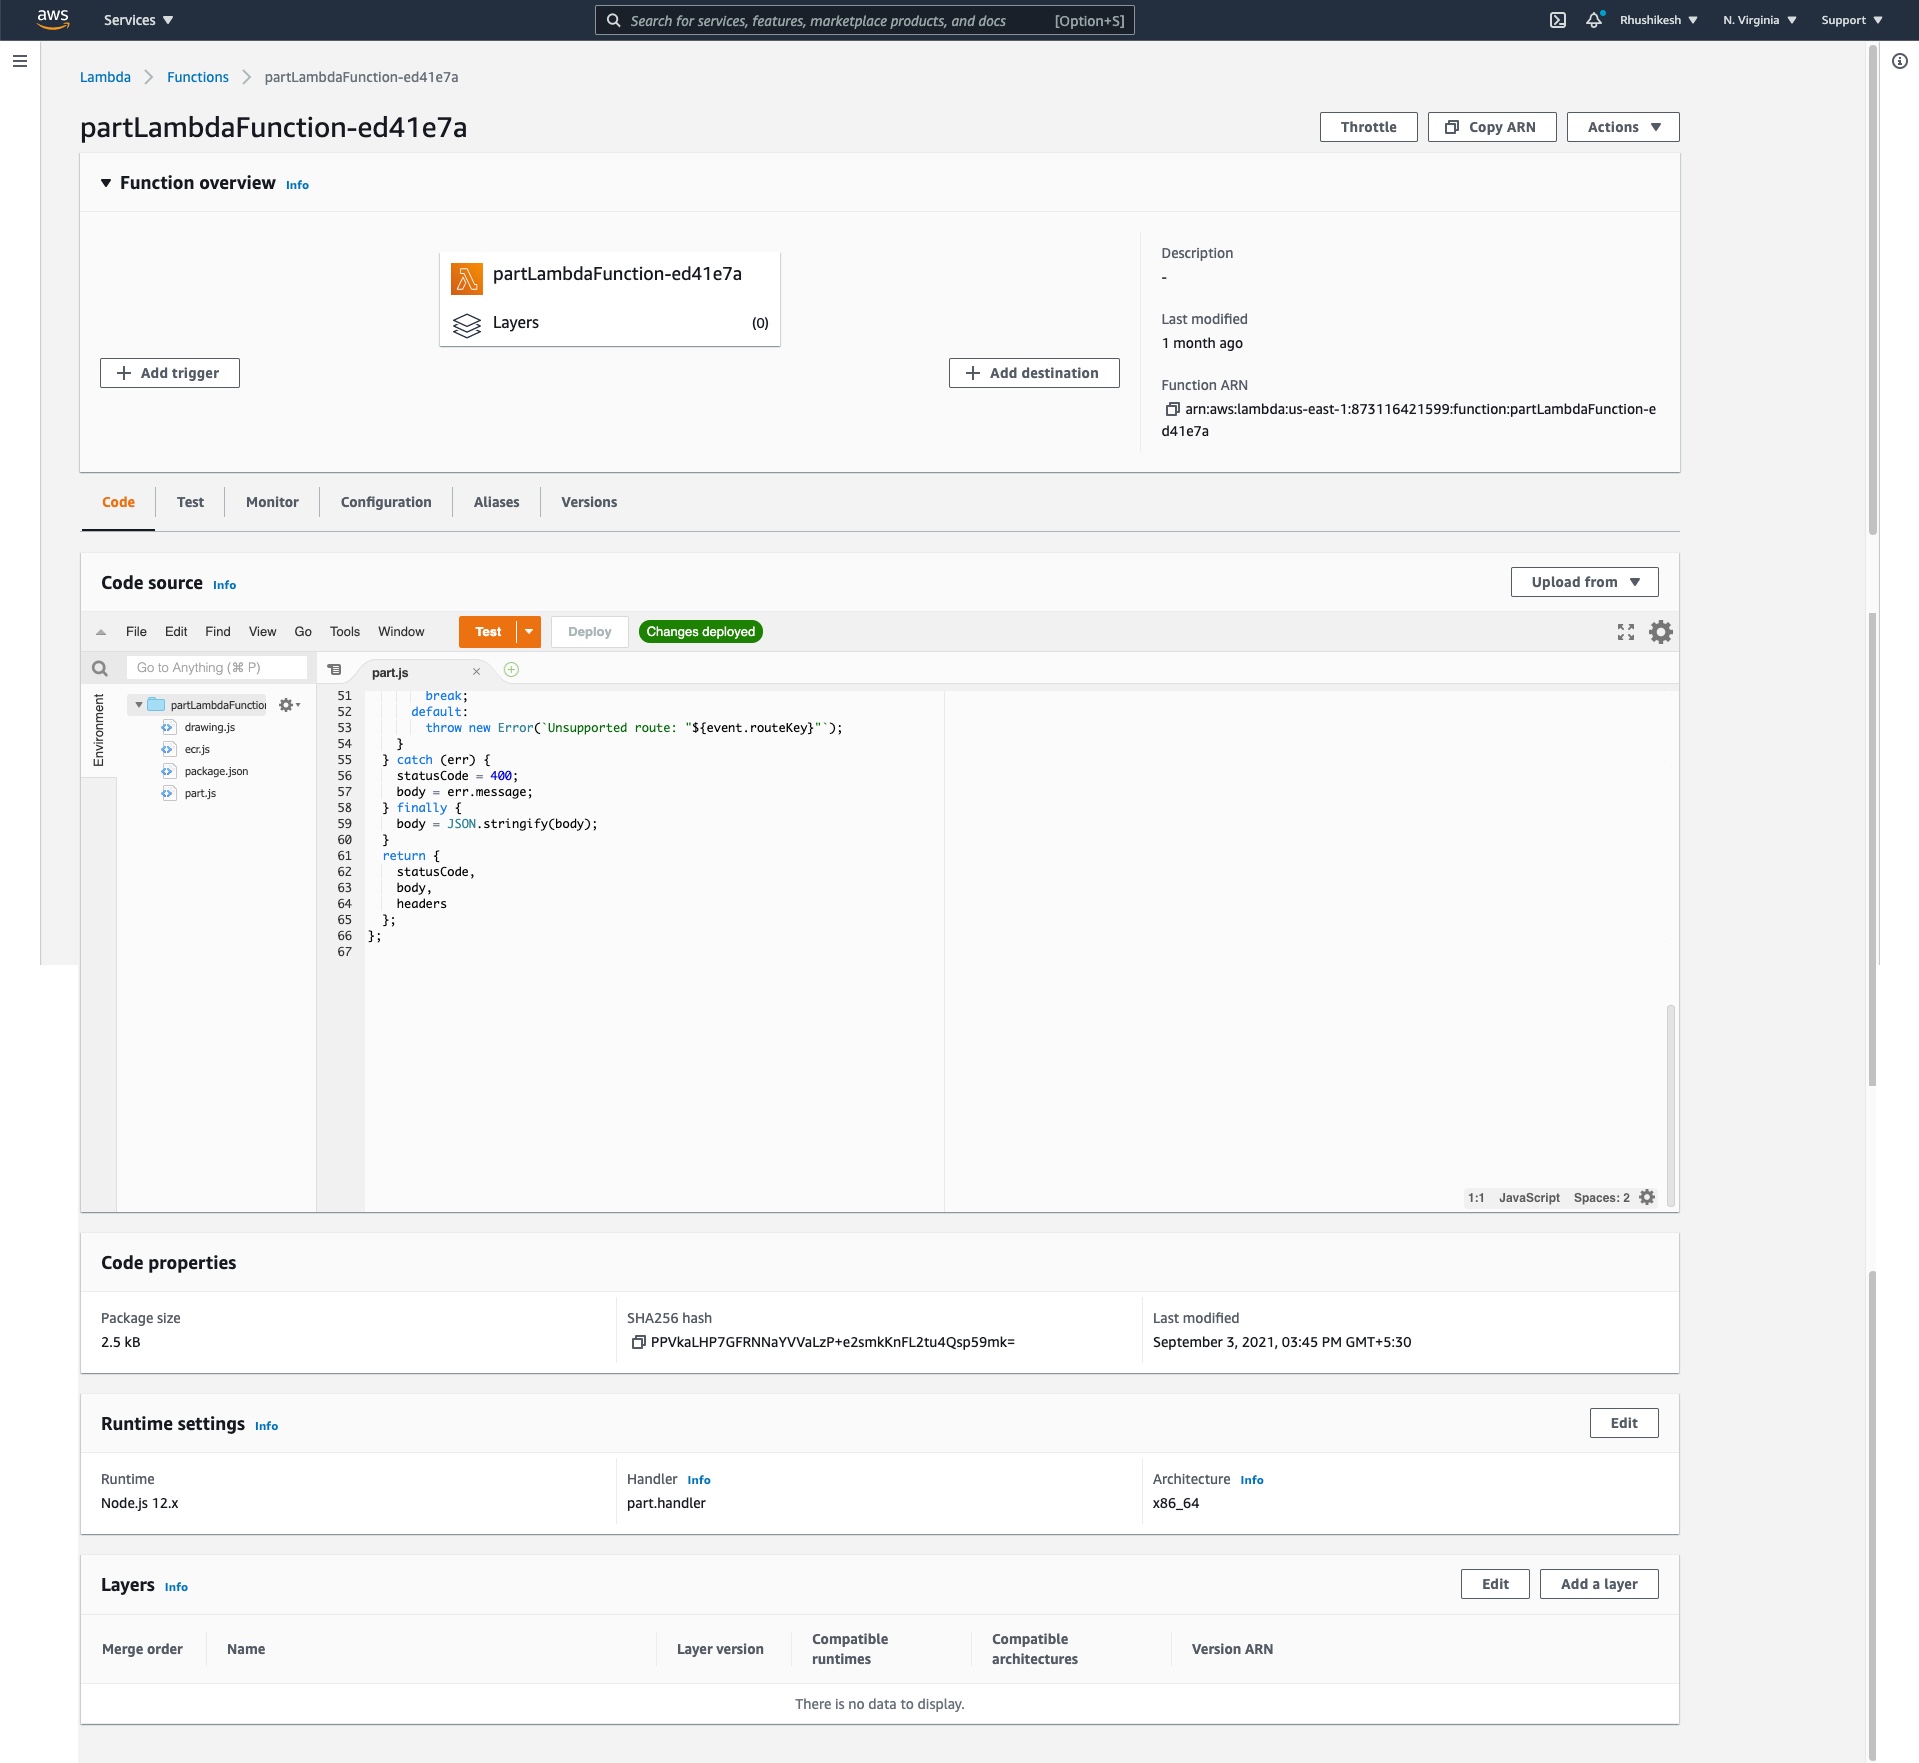 aws Services ▼ Search for services, features, marketplace products, and docs [Option+S] Rhushikesh ▼ N. Virginia ▼ Support ▼
Lambda > Functions > partLambdaFunction-ed41e7a
partLambdaFunction-ed41e7a
Throttle Copy ARN Actions ▼
▼ Function overview Info
partLambdaFunction-ed41e7a
Layers (0)
+ Add trigger
+ Add destination
Description
-
Last modified
1 month ago
Function ARN
arn:aws:lambda:us-east-1:873116421599:function:partLambdaFunction-e
d41e7a
Code Test Monitor Configuration Aliases Versions
Code source Info
Upload from ▼
File Edit Find View Go Tools Window Test Deploy Changes deployed
Go to Anything (⌘ P)
part.js
Environment
partLambdaFunction
drawing.js
ecr.js
package.json
part.js
51 break;
52 default:
53 throw new Error(`Unsupported route: "${event.routeKey}"`);
54 }
55 } catch (err) {
56 statusCode = 400;
57 body = err.message;
58 } finally {
59 body = JSON.stringify(body);
60 }
61 return {
62 statusCode,
63 body,
64 headers
65 };
66 };
67
1:1 JavaScript Spaces: 2
Code properties
Package size
2.5 kB
SHA256 hash
PPVkaLHP7GFRNNaYVVaLzP+e2smkKnFL2tu4Qsp59mk=
Last modified
September 3, 2021, 03:45 PM GMT+5:30
Runtime settings Info
Edit
Runtime
Node.js 12.x
Handler Info
part.handler
Architecture Info
x86_64
Layers Info
Edit Add a layer
Merge order Name Layer version Compatible runtimes Compatible architectures Version ARN
There is no data to display.